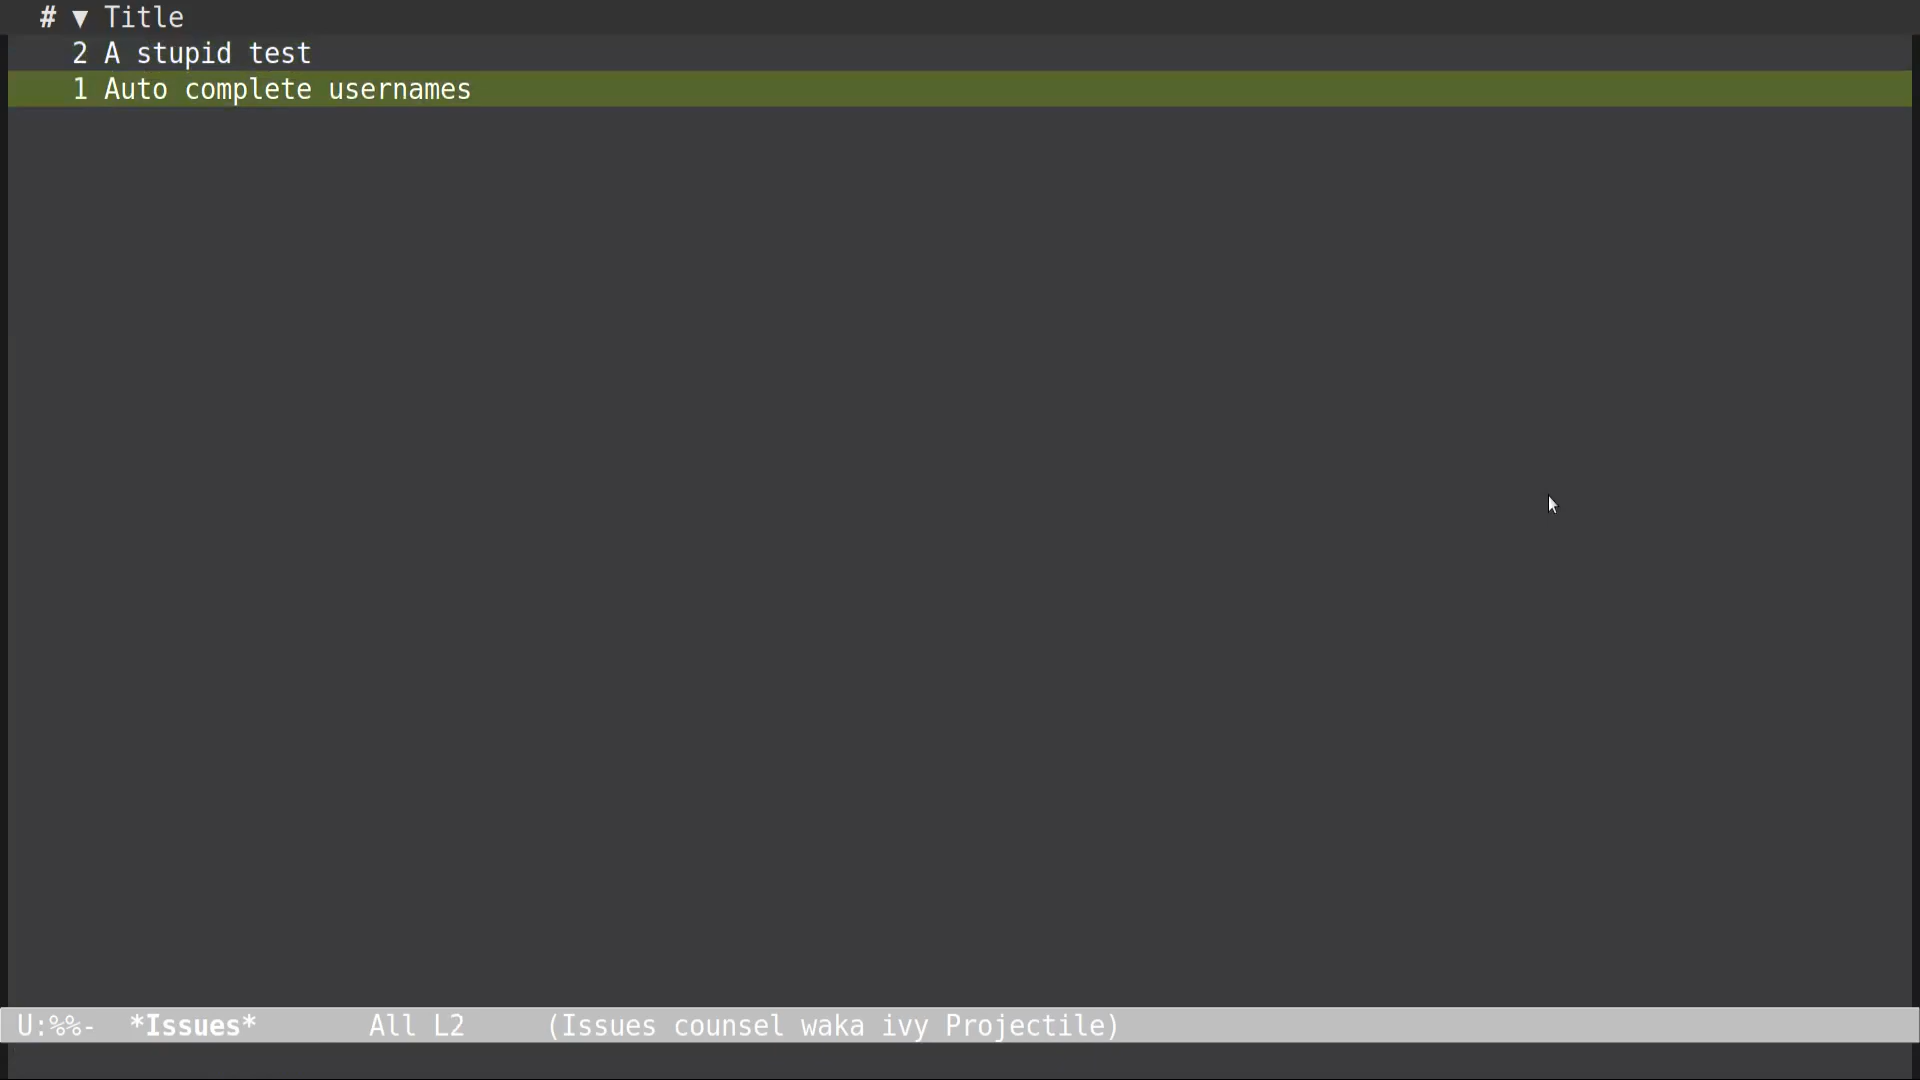 # ▼ Title
2 A stupid test
1 Auto complete usernames
U:%%- *Issues* All L2 (Issues counsel waka ivy Projectile)